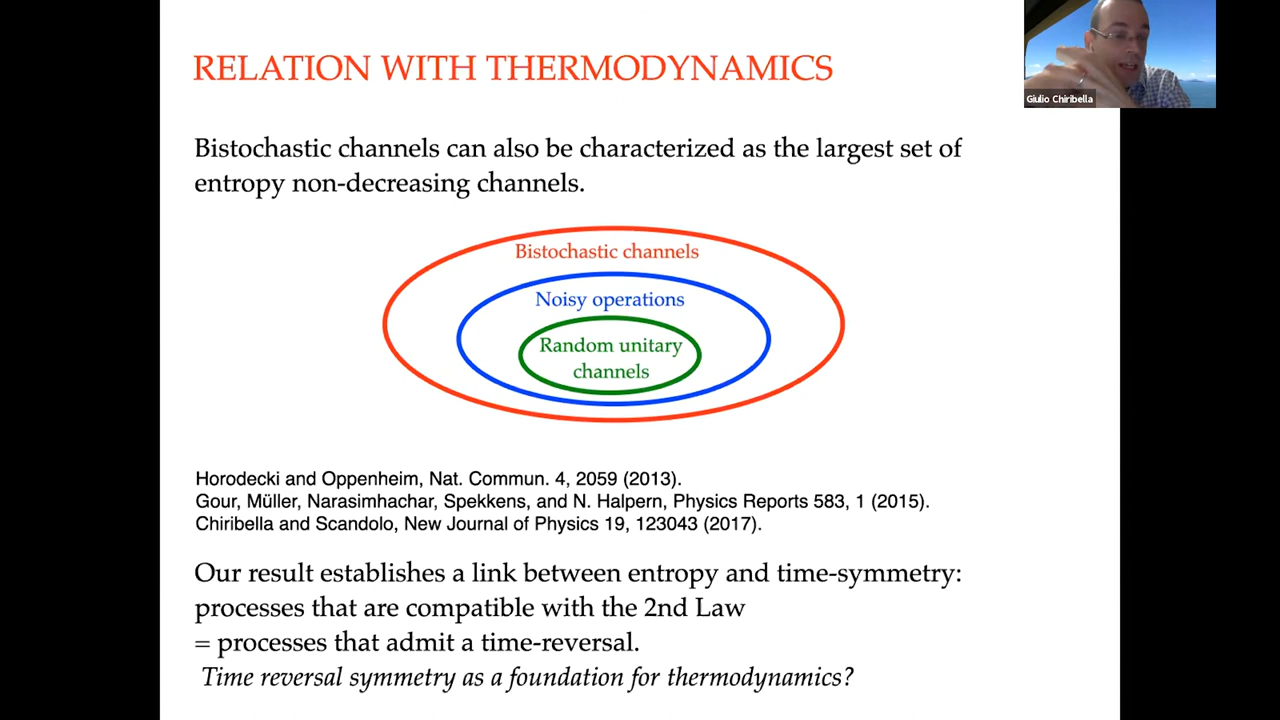 RELATION WITH THERMODYNAMICS
Giulio Chiribella
Bistochastic channels can also be characterized as the largest set of
entropy non-decreasing channels.
Bistochastic channels
Noisy operations
Random unitary
channels
Horodecki and Oppenheim, Nat. Commun. 4, 2059 (2013).
Gour, Müller, Narasimhachar, Spekkens, and N. Halpern, Physics Reports 583, 1 (2015).
Chiribella and Scandolo, New Journal of Physics 19, 123043 (2017).
Our result establishes a link between entropy and time-symmetry:
processes that are compatible with the 2nd Law
= processes that admit a time-reversal.
Time reversal symmetry as a foundation for thermodynamics?